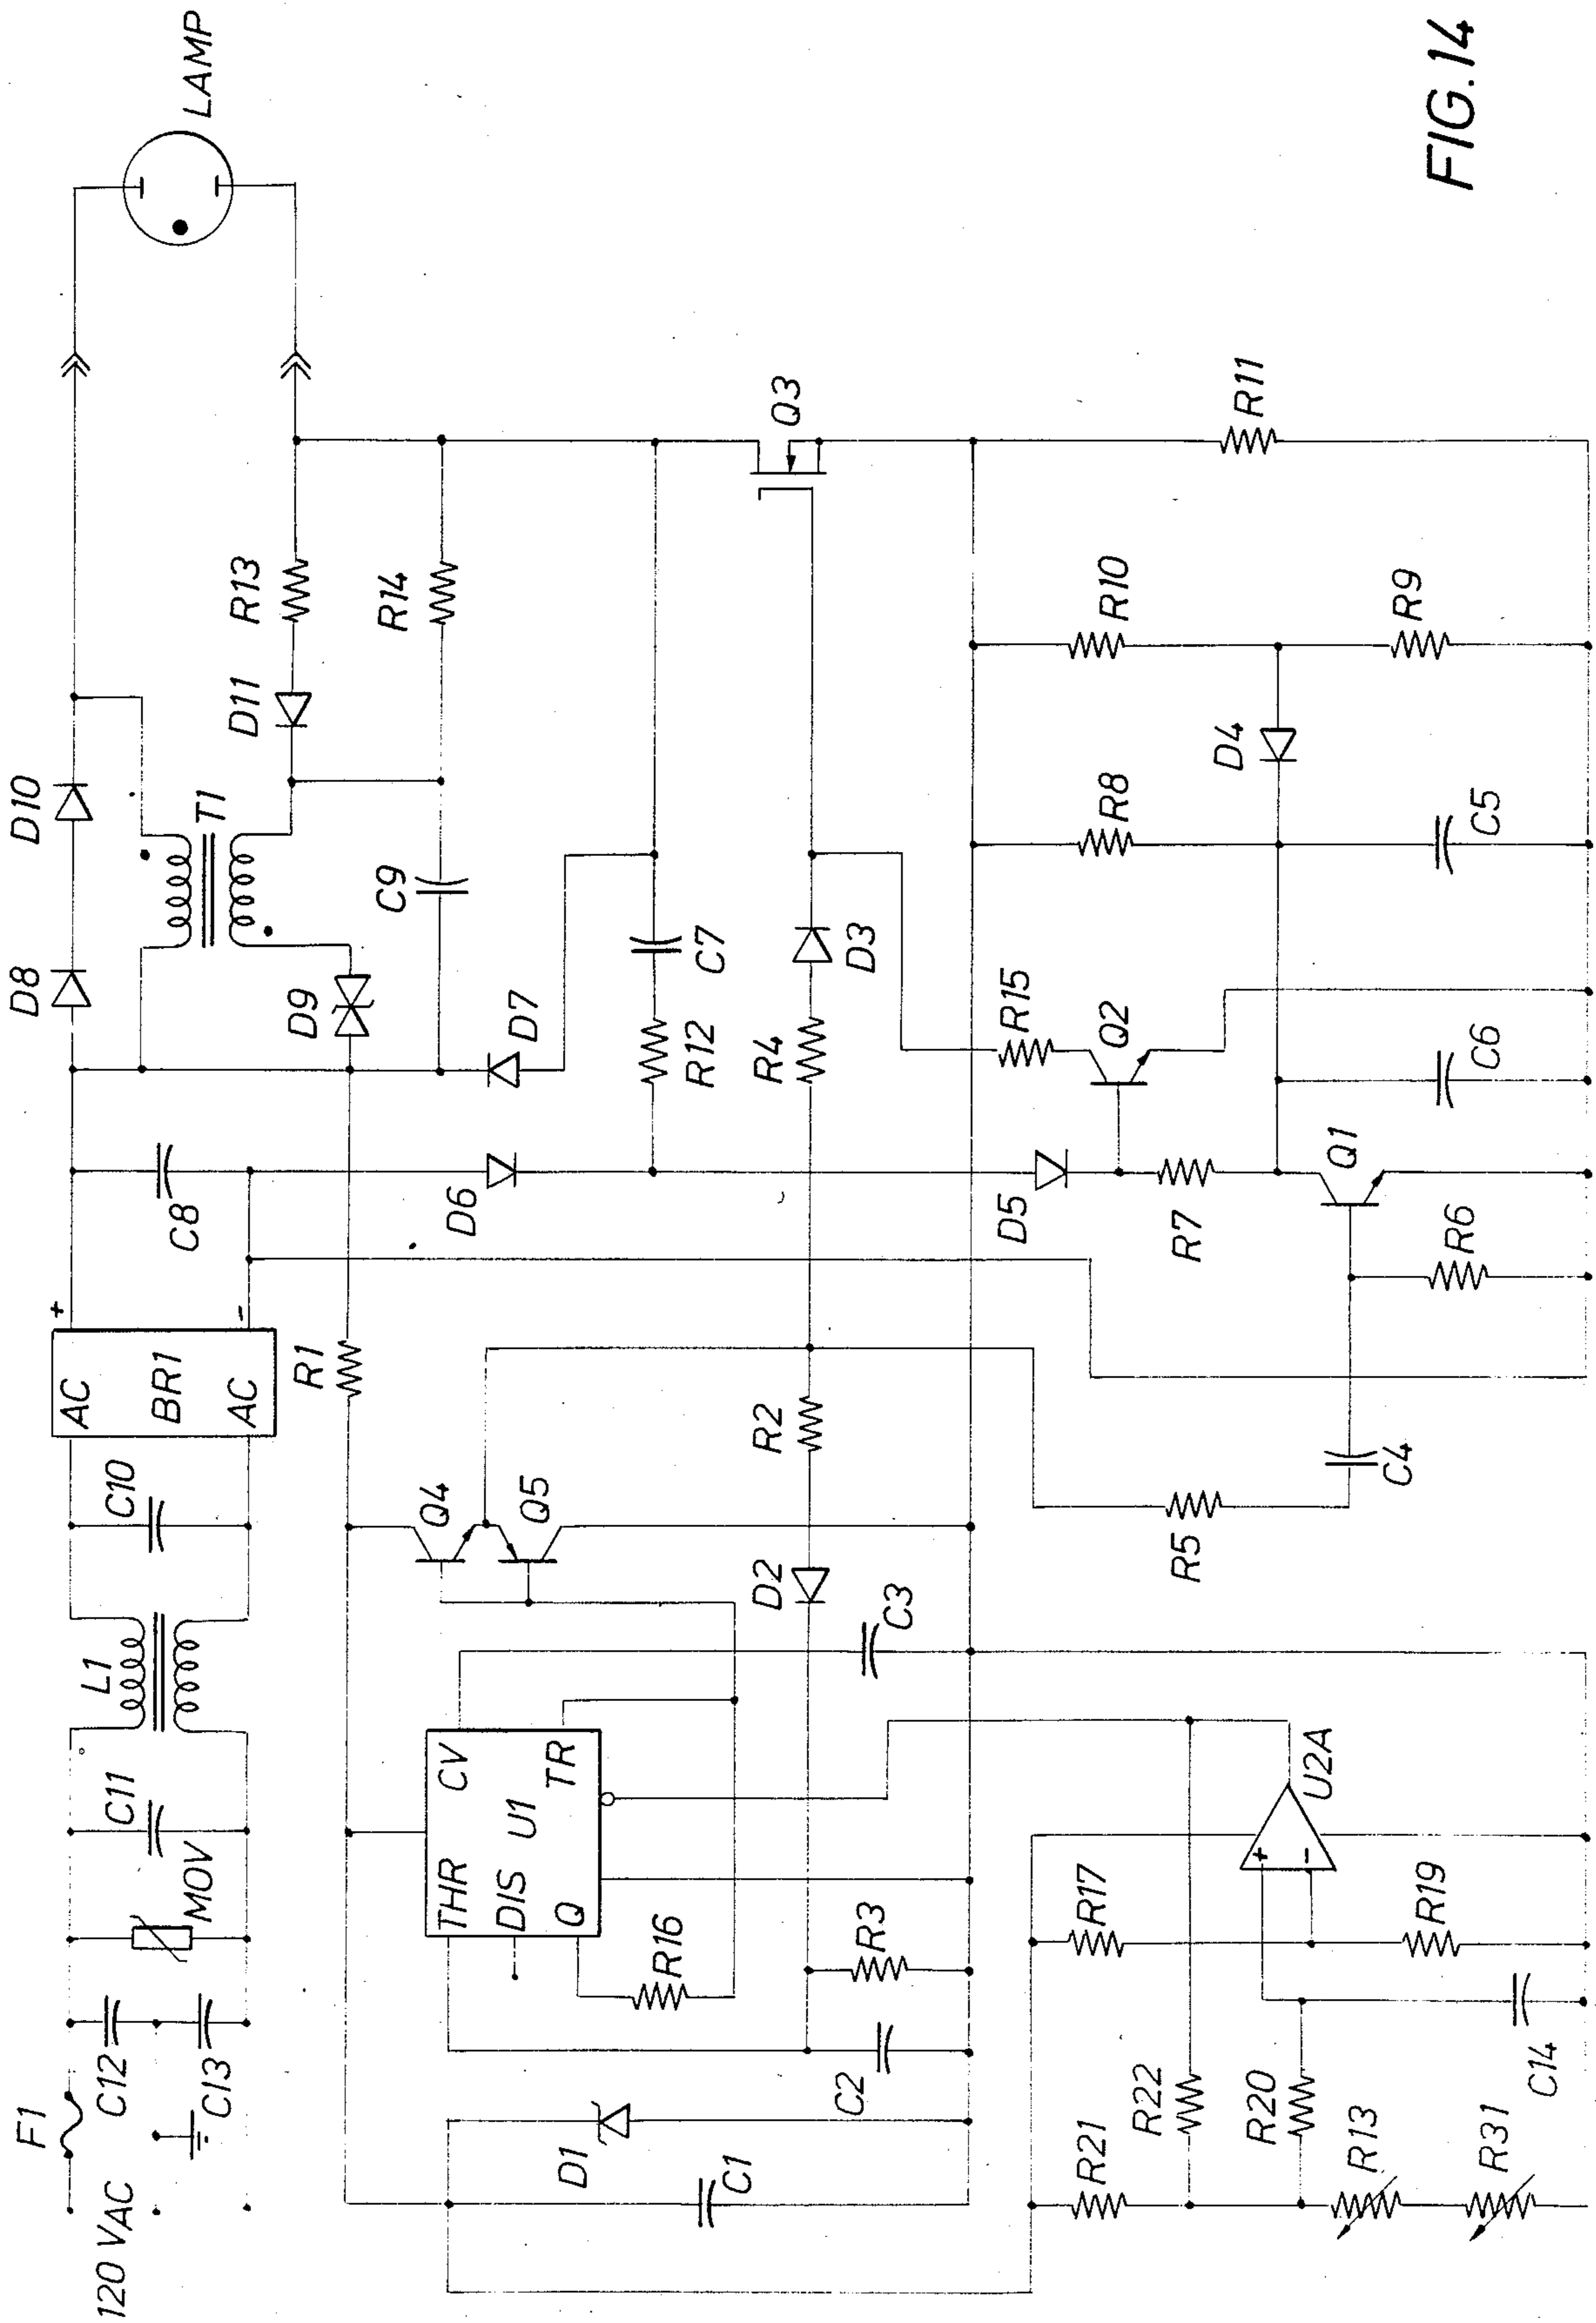 120 VAC
F1
C12
C13
MOV
C11
L1
C10
AC
BR1
AC
+
-
C8
D8
D10
T1
D9
D11
R13
LAMP
R14
C9
D7
R1
D6
C7
R12
Q3
Q4
Q5
R2
D2
R4
D3
THR
CV
DIS
U1
Q
TR
R16
C3
R3
C2
D1
C1
R15
Q2
D5
R7
Q1
R6
C6
C5
R8
D4
R10
R9
R11
R5
C4
R21
R22
R20
R13
R31
C14
R17
R19
+
-
U2A
FIG.14